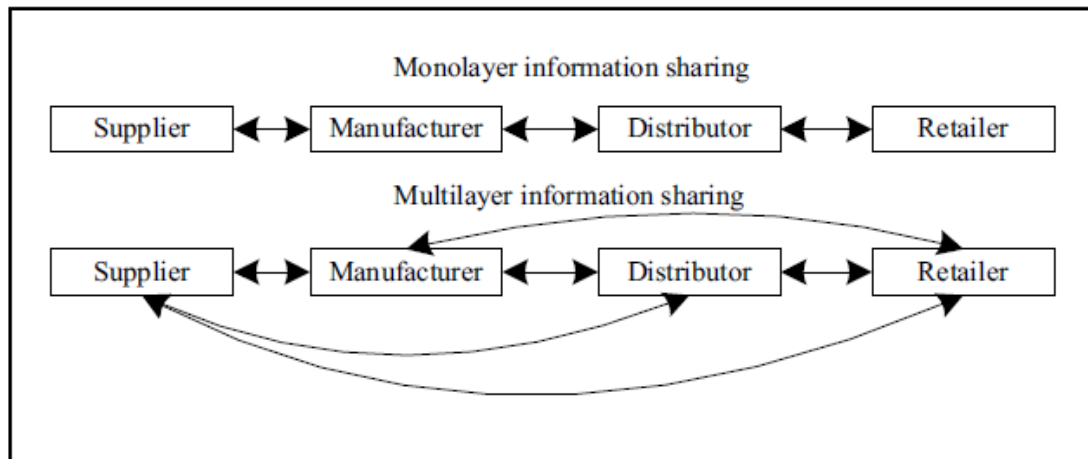 Monolayer information sharing
Supplier Manufacturer Distributor Retailer
Multilayer information sharing
Supplier Manufacturer Distributor Retailer